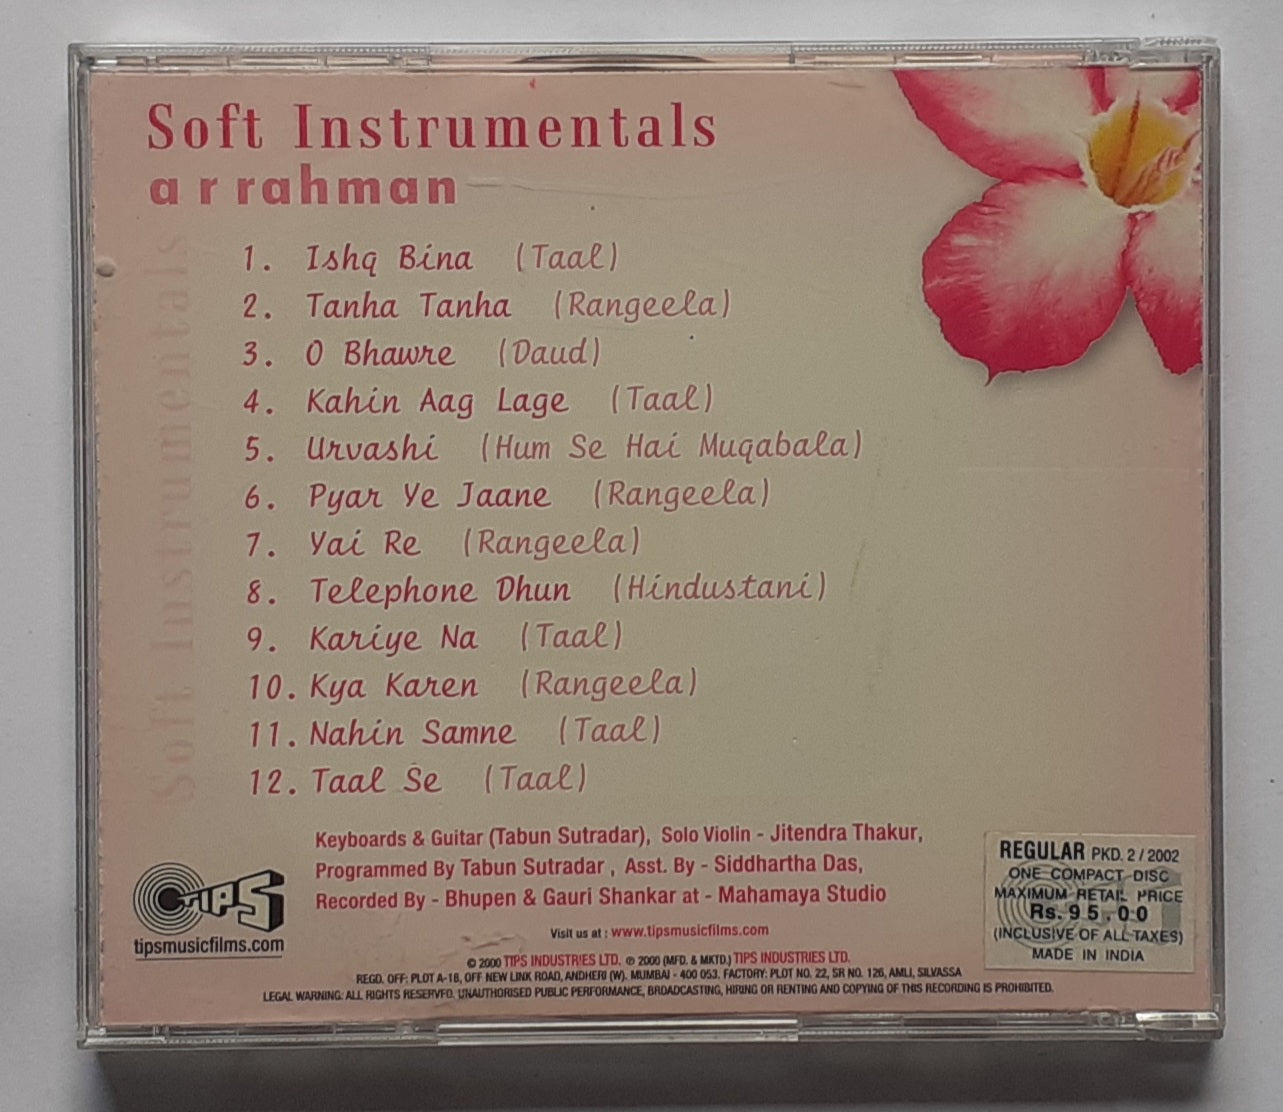 Soft Instrumentals
a r rahman
Soft Instrumentals
1. Ishq Bina (Taal)
2. Tanha Tanha (Rangeela)
3. O Bhawre (Daud)
4. Kahin Aag Lage (Taal)
5. Urvashi (Hum Se Hai Muqabala)
6. Pyar Ye Jaane (Rangeela)
7. Yai Re (Rangeela)
8. Telephone Dhun (Hindustani)
9. Kariye Na (Taal)
10. Kya Karen (Rangeela)
11. Nahin Samne (Taal)
12. Taal Se (Taal)
Keyboards & Guitar (Tabun Sutradar), Solo Violin - Jitendra Thakur,
Programmed By Tabun Sutradar , Asst. By - Siddhartha Das,
Recorded By - Bhupen & Gauri Shankar at - Mahamaya Studio
TIPS
tipsmusicfilms.com
Visit us at : www.tipsmusicfilms.com
© 2000 TIPS INDUSTRIES LTD. ℗ 2000 (MFD. & MKTD.) TIPS INDUSTRIES LTD.
REGD. OFF: PLOT A-18, OFF NEW LINK ROAD, ANDHERI (W). MUMBAI - 400 053. FACTORY: PLOT NO. 22, SR NO. 126, AMLI, SILVASSA
LEGAL WARNING: ALL RIGHTS RESERVED. UNAUTHORISED PUBLIC PERFORMANCE, BROADCASTING, HIRING OR RENTING AND COPYING OF THIS RECORDING IS PROHIBITED.
REGULAR PKD. 2 / 2002
ONE COMPACT DISC
MAXIMUM RETAIL PRICE
Rs. 95.00
(INCLUSIVE OF ALL TAXES)
MADE IN INDIA